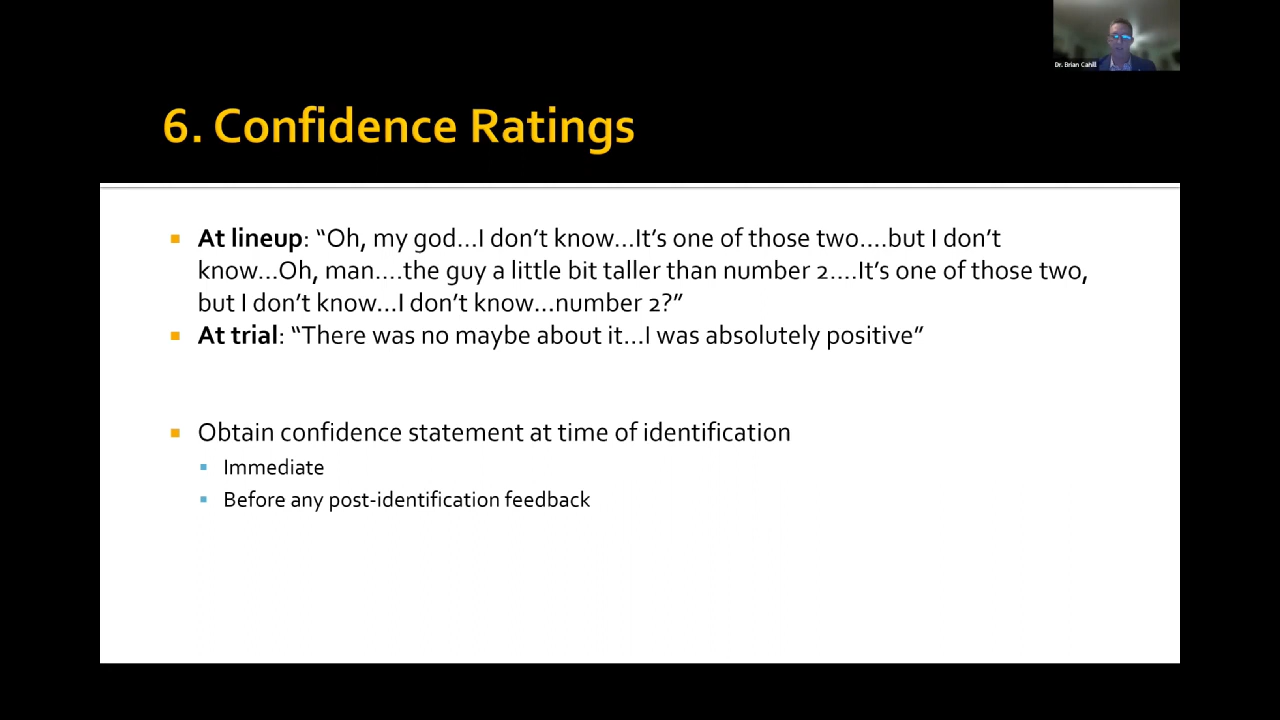 Dr. Brian Cahill
6. Confidence Ratings
▪ At lineup: “Oh, my god...I don’t know...It’s one of those two....but I don’t
know...Oh, man....the guy a little bit taller than number 2....It’s one of those two,
but I don’t know...I don’t know...number 2?”
▪ At trial: “There was no maybe about it...I was absolutely positive”
▪ Obtain confidence statement at time of identification
▪ Immediate
▪ Before any post-identification feedback